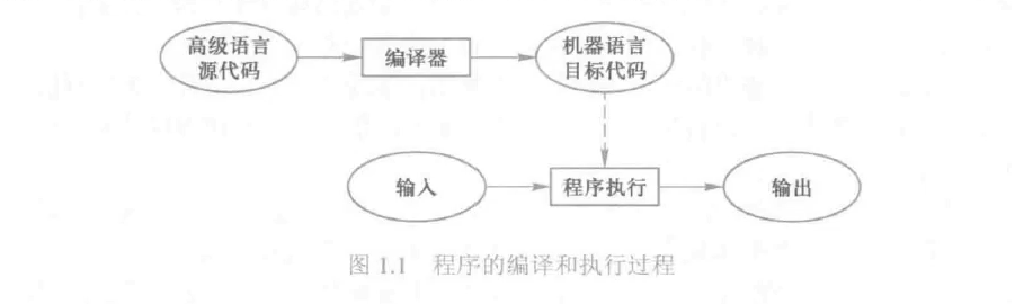 高级语言
源代码
编译器
机器语言
目标代码
输入
程序执行
输出
图 1.1 程序的编译和执行过程